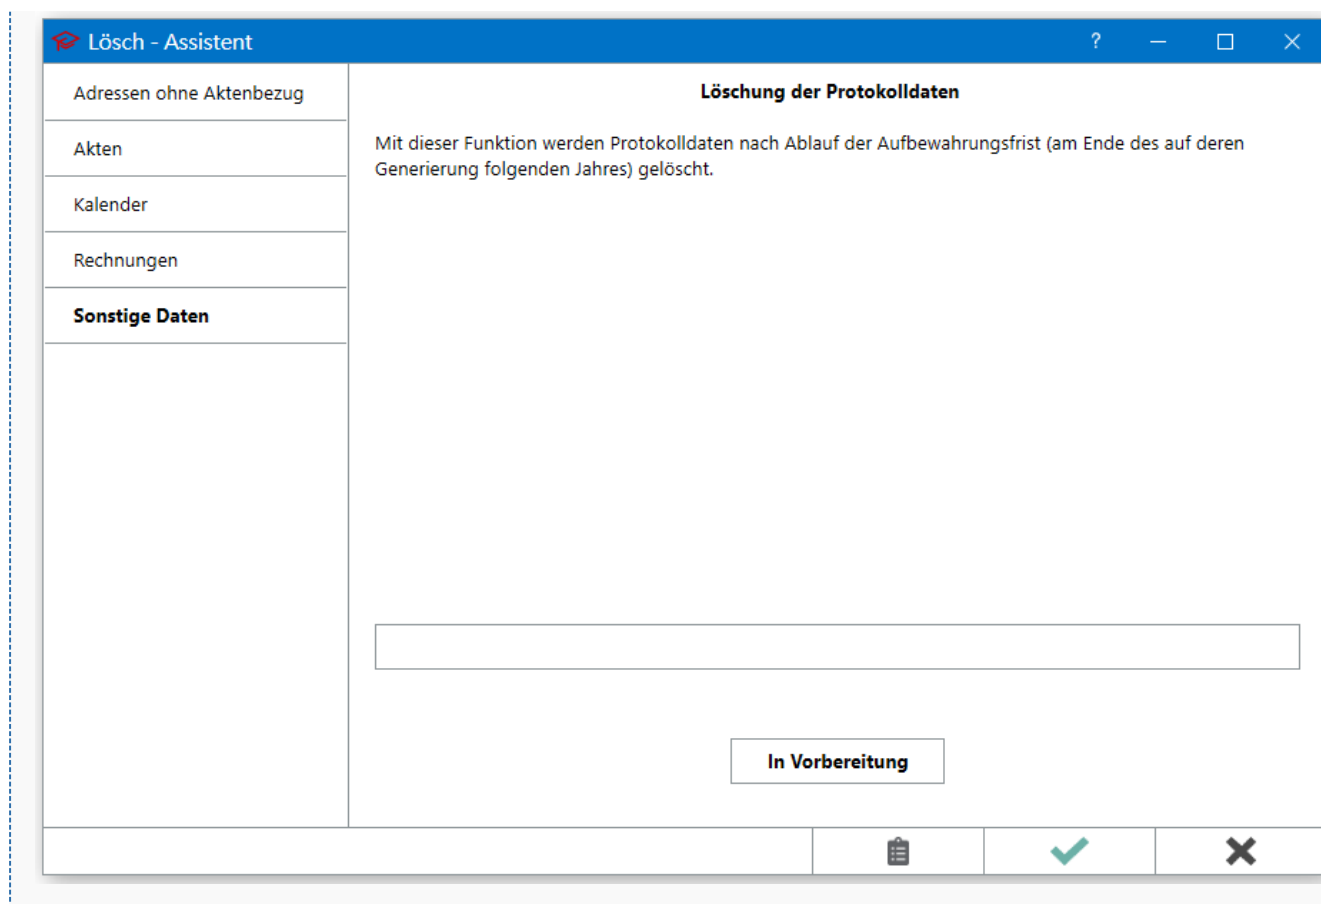 Lösch - Assistent
?
Adressen ohne Aktenbezug
Akten
Kalender
Rechnungen
Sonstige Daten
Löschung der Protokolldaten
Mit dieser Funktion werden Protokolldaten nach Ablauf der Aufbewahrungsfrist (am Ende des auf deren
Generierung folgenden Jahres) gelöscht.
In Vorbereitung